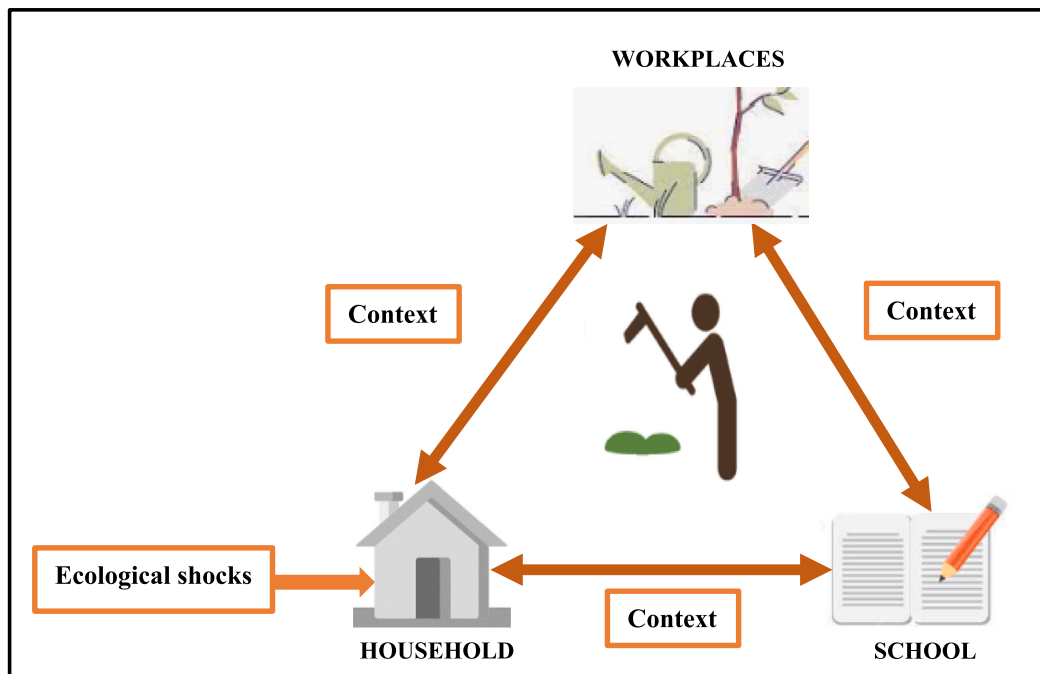 WORKPLACES
Context
Context
Ecological shocks
Context
HOUSEHOLD
SCHOOL